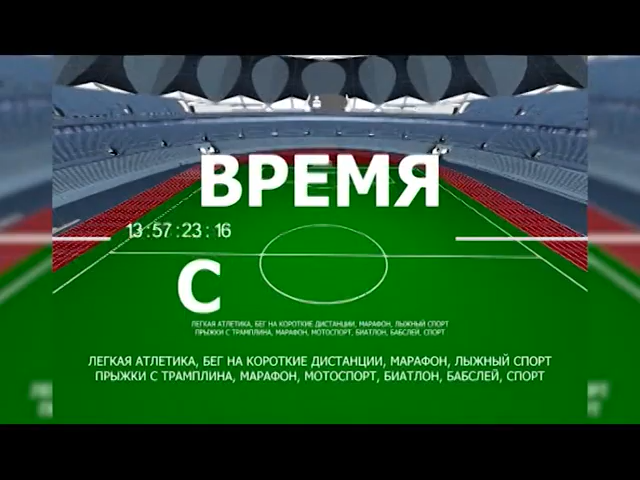 ВРЕМЯ
13:57:23:16
С
ЛЕГКАЯ АТЛЕТИКА, БЕГ НА КОРОТКИЕ ДИСТАНЦИИ, МАРАФОН, ЛЫЖНЫЙ СПОРТ
ПРЫЖКИ С ТРАМПЛИНА, МАРАФОН, МОТОСПОРТ, БИАТЛОН, БАБСЛЕЙ, СПОРТ
ЛЕГКАЯ АТЛЕТИКА, БЕГ НА КОРОТКИЕ ДИСТАНЦИИ, МАРАФОН, ЛЫЖНЫЙ СПОРТ
ПРЫЖКИ С ТРАМПЛИНА, МАРАФОН, МОТОСПОРТ, БИАТЛОН, БАБСЛЕЙ, СПОРТ